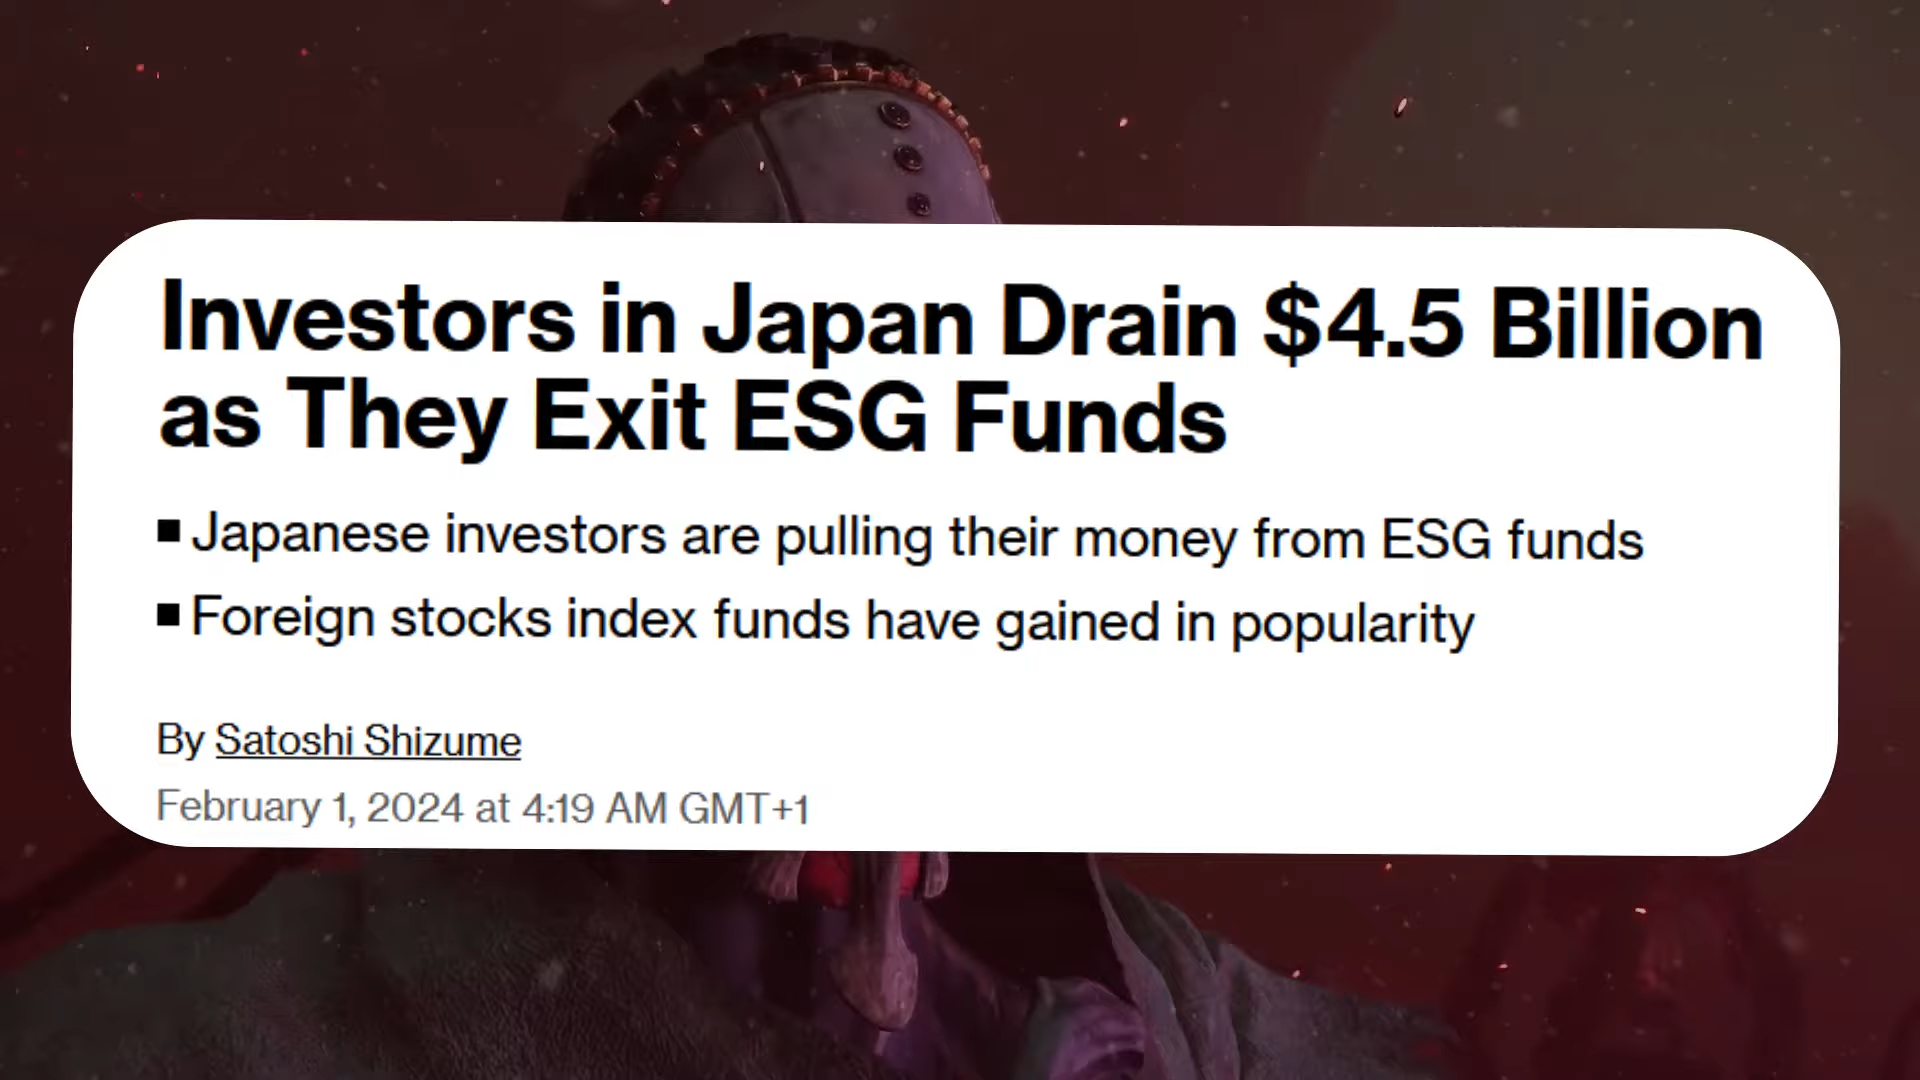 Investors in Japan Drain $4.5 Billion
as They Exit ESG Funds
■ Japanese investors are pulling their money from ESG funds
■ Foreign stocks index funds have gained in popularity
By Satoshi Shizume
February 1, 2024 at 4:19 AM GMT+1